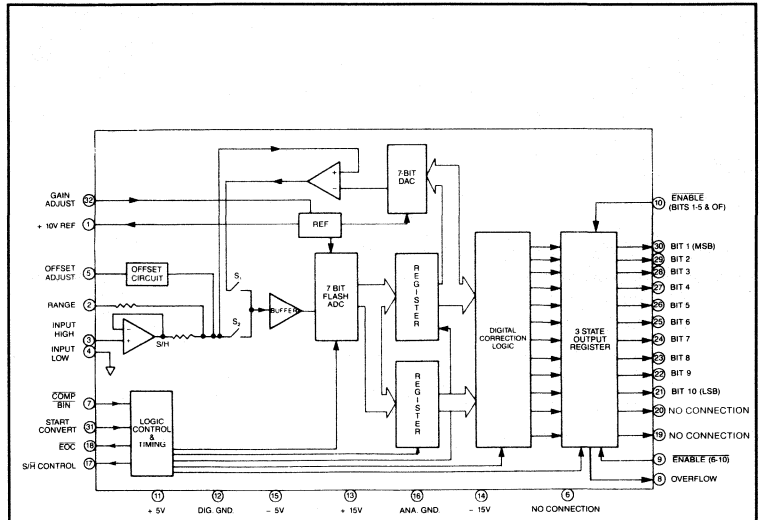 GAIN
ADJUST 32
+ 10V REF 1
OFFSET
ADJUST 5
OFFSET
CIRCUIT
RANGE 2
INPUT
HIGH 3
INPUT
LOW 4
S/H
COMP
BIN 7
START
CONVERT 31
EOC 18
S/H CONTROL 17
LOGIC
CONTROL
&
TIMING
S1
S2
BUFFER
+
−
-
+
REF
7-BIT
DAC
7 BIT
FLASH
ADC
REGISTER
REGISTER
DIGITAL
CORRECTION
LOGIC
3 STATE
OUTPUT
REGISTER
10 ENABLE
(BITS 1-5 & OF)
30 BIT 1 (MSB)
29 BIT 2
28 BIT 3
27 BIT 4
26 BIT 5
25 BIT 6
24 BIT 7
23 BIT 8
22 BIT 9
21 BIT 10 (LSB)
20 NO CONNECTION
19 NO CONNECTION
9 ENABLE (6-10)
8 OVERFLOW
11 12 15 13 16 14 6
+ 5V DIG. GND. - 5V + 15V ANA. GND. - 15V NO CONNECTION